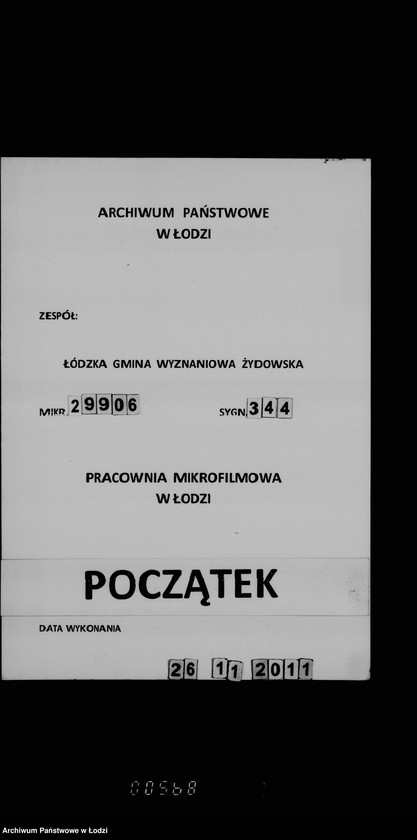 ARCHIWUM PAŃSTWOWE
W ŁODZI
ZESPÓŁ:
ŁÓDZKA GMINA WYZNANIOWA ŻYDOWSKA
MIKR. 29906 SYGN. 344
PRACOWNIA MIKROFILMOWA
W ŁODZI
POCZĄTEK
DATA WYKONANIA
26 11 2011
00568
Archiwum Państwowe w Łodzi